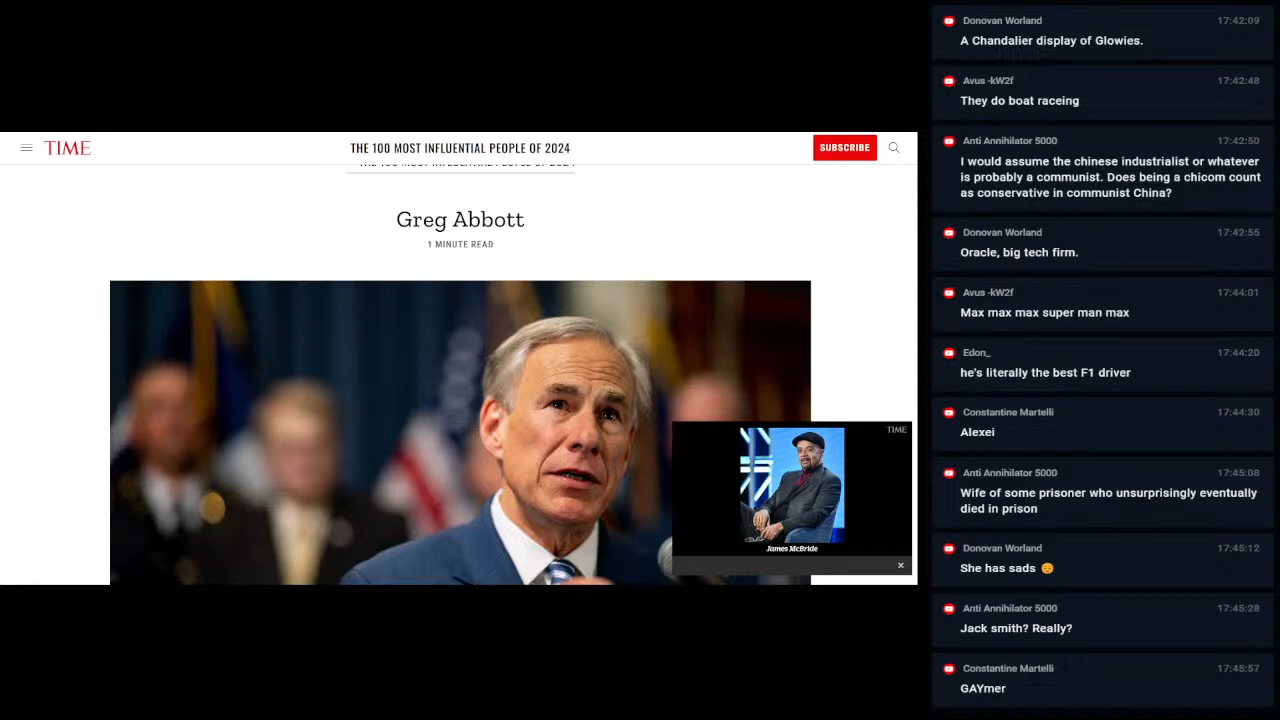 TIME
THE 100 MOST INFLUENTIAL PEOPLE OF 2024
SUBSCRIBE
Greg Abbott
1 MINUTE READ
TIME
James McBride
Donovan Worland 17:42:09
A Chandalier display of Glowies.
Avus -kW2f 17:42:48
They do boat raceing
Anti Annihilator 5000 17:42:50
I would assume the chinese industrialist or whatever
is probably a communist. Does being a chicom count
as conservative in communist China?
Donovan Worland 17:42:55
Oracle, big tech firm.
Avus -kW2f 17:44:01
Max max max super man max
Edon_ 17:44:20
he's literally the best F1 driver
Constantine Martelli 17:44:30
Alexei
Anti Annihilator 5000 17:45:08
Wife of some prisoner who unsurprisingly eventually
died in prison
Donovan Worland 17:45:12
She has sads 😔
Anti Annihilator 5000 17:45:28
Jack smith? Really?
Constantine Martelli 17:45:57
GAYmer